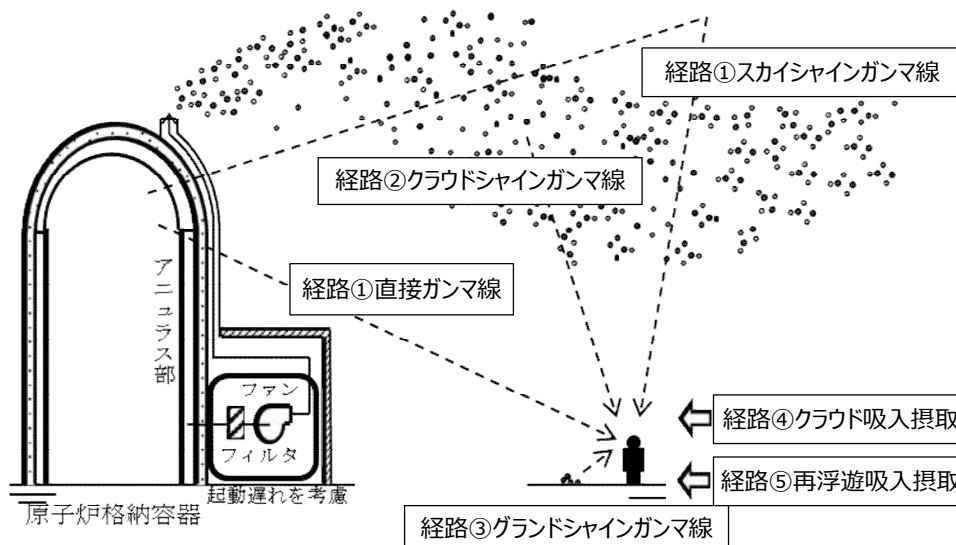 経路①スカイシャインガンマ線
経路②クラウドシャインガンマ線
経路①直接ガンマ線
アニュラス部
ファン
フィルタ
起動遅れを考慮
原子炉格納容器
経路④クラウド吸入摂取
経路⑤再浮遊吸入摂取
経路③グランドシャインガンマ線